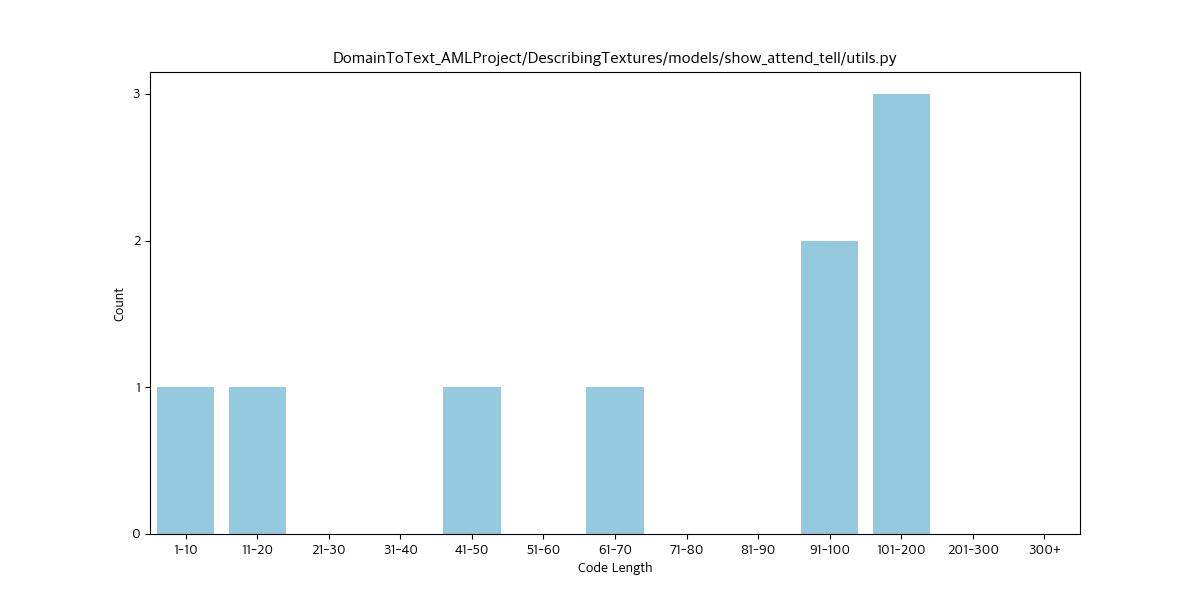 DomainToText_AMLProject/DescribingTextures/models/show_attend_tell/utils.py
Count
3
2
1
0
1-10 11-20 21-30 31-40 41-50 51-60 61-70 71-80 81-90 91-100 101-200 201-300 300+
Code Length